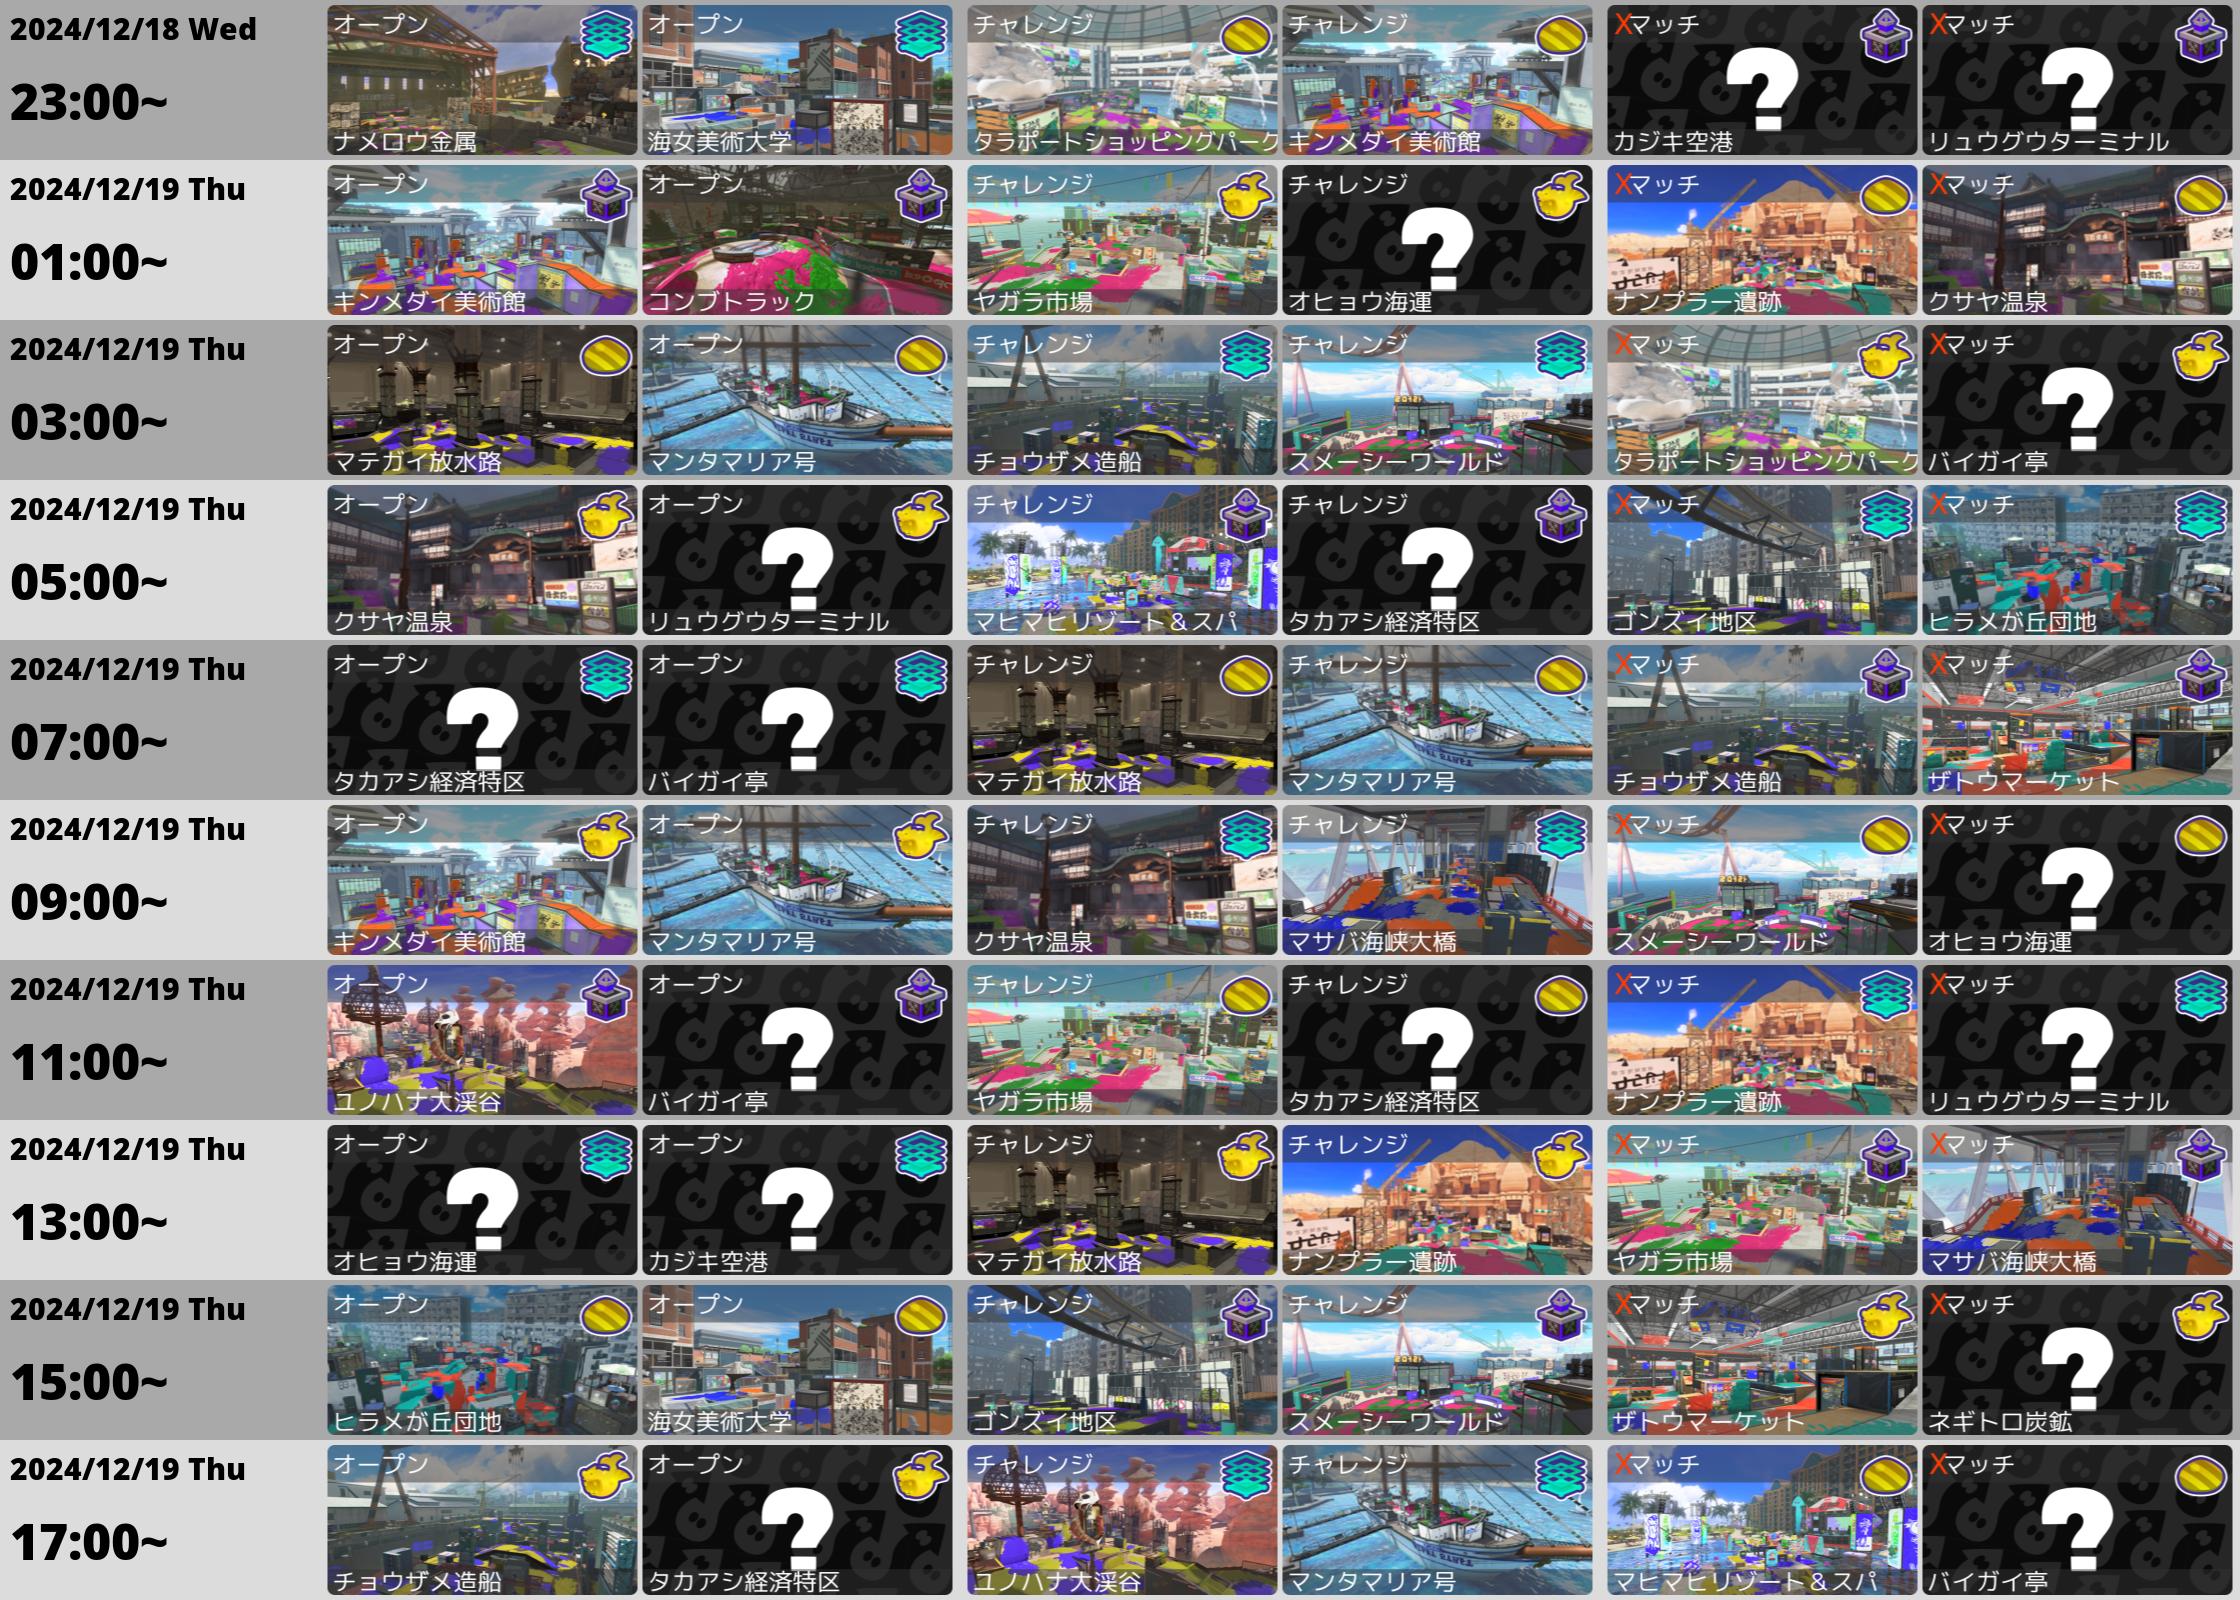 2024/12/18 Wed
23:00~
オープン
ナメロウ金属
オープン
海女美術大学
チャレンジ
タラポートショッピングパーク
チャレンジ
キンメダイ美術館
Xマッチ
カジキ空港
Xマッチ
リュウグウターミナル
2024/12/19 Thu
01:00~
オープン
キンメダイ美術館
オープン
コンブトラック
チャレンジ
ヤガラ市場
チャレンジ
オヒョウ海運
Xマッチ
ナンプラー遺跡
Xマッチ
クサヤ温泉
2024/12/19 Thu
03:00~
オープン
マテガイ放水路
オープン
マンタマリア号
チャレンジ
チョウザメ造船
チャレンジ
スメーシーワールド
Xマッチ
タラポートショッピングパーク
Xマッチ
バイガイ亭
2024/12/19 Thu
05:00~
オープン
クサヤ温泉
オープン
リュウグウターミナル
チャレンジ
マヒマヒリゾート&スパ
チャレンジ
タカアシ経済特区
Xマッチ
ゴンズイ地区
Xマッチ
ヒラメが丘団地
2024/12/19 Thu
07:00~
オープン
タカアシ経済特区
オープン
バイガイ亭
チャレンジ
マテガイ放水路
チャレンジ
マンタマリア号
Xマッチ
チョウザメ造船
Xマッチ
ザトウマーケット
2024/12/19 Thu
09:00~
オープン
キンメダイ美術館
オープン
マンタマリア号
チャレンジ
クサヤ温泉
チャレンジ
マサバ海峡大橋
Xマッチ
スメーシーワールド
Xマッチ
オヒョウ海運
2024/12/19 Thu
11:00~
オープン
ユノハナ大渓谷
オープン
バイガイ亭
チャレンジ
ヤガラ市場
チャレンジ
タカアシ経済特区
Xマッチ
ナンプラー遺跡
Xマッチ
リュウグウターミナル
2024/12/19 Thu
13:00~
オープン
オヒョウ海運
オープン
カジキ空港
チャレンジ
マテガイ放水路
チャレンジ
ナンプラー遺跡
Xマッチ
ヤガラ市場
Xマッチ
マサバ海峡大橋
2024/12/19 Thu
15:00~
オープン
ヒラメが丘団地
オープン
海女美術大学
チャレンジ
ゴンズイ地区
チャレンジ
スメーシーワールド
Xマッチ
ザトウマーケット
Xマッチ
ネギトロ炭鉱
2024/12/19 Thu
17:00~
オープン
チョウザメ造船
オープン
タカアシ経済特区
チャレンジ
ユノハナ大渓谷
チャレンジ
マンタマリア号
Xマッチ
マヒマヒリゾート&スパ
Xマッチ
バイガイ亭